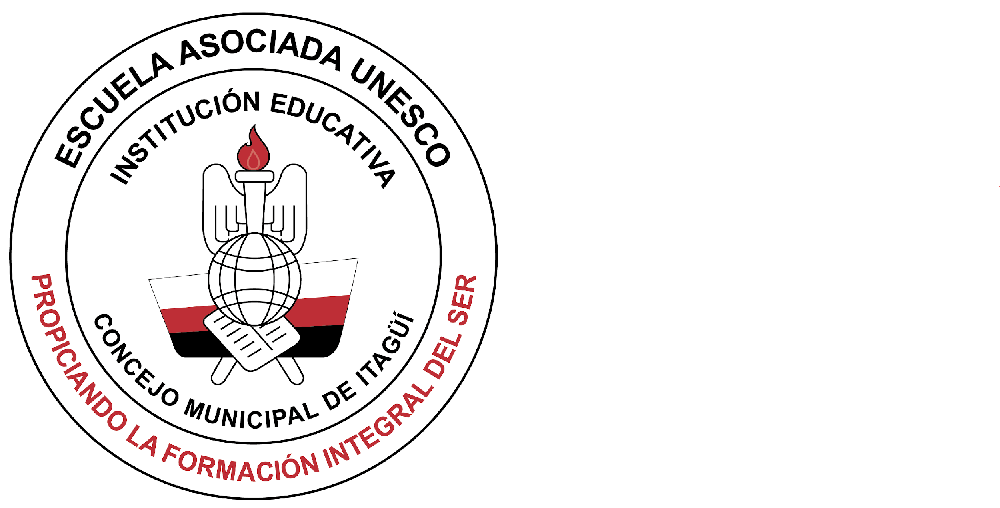 ESCUELA ASOCIADA UNESCO
INSTITUCIÓN EDUCATIVA
CONCEJO MUNICIPAL DE ITAGÜÍ
PROPICIANDO LA FORMACIÓN INTEGRAL DEL SER